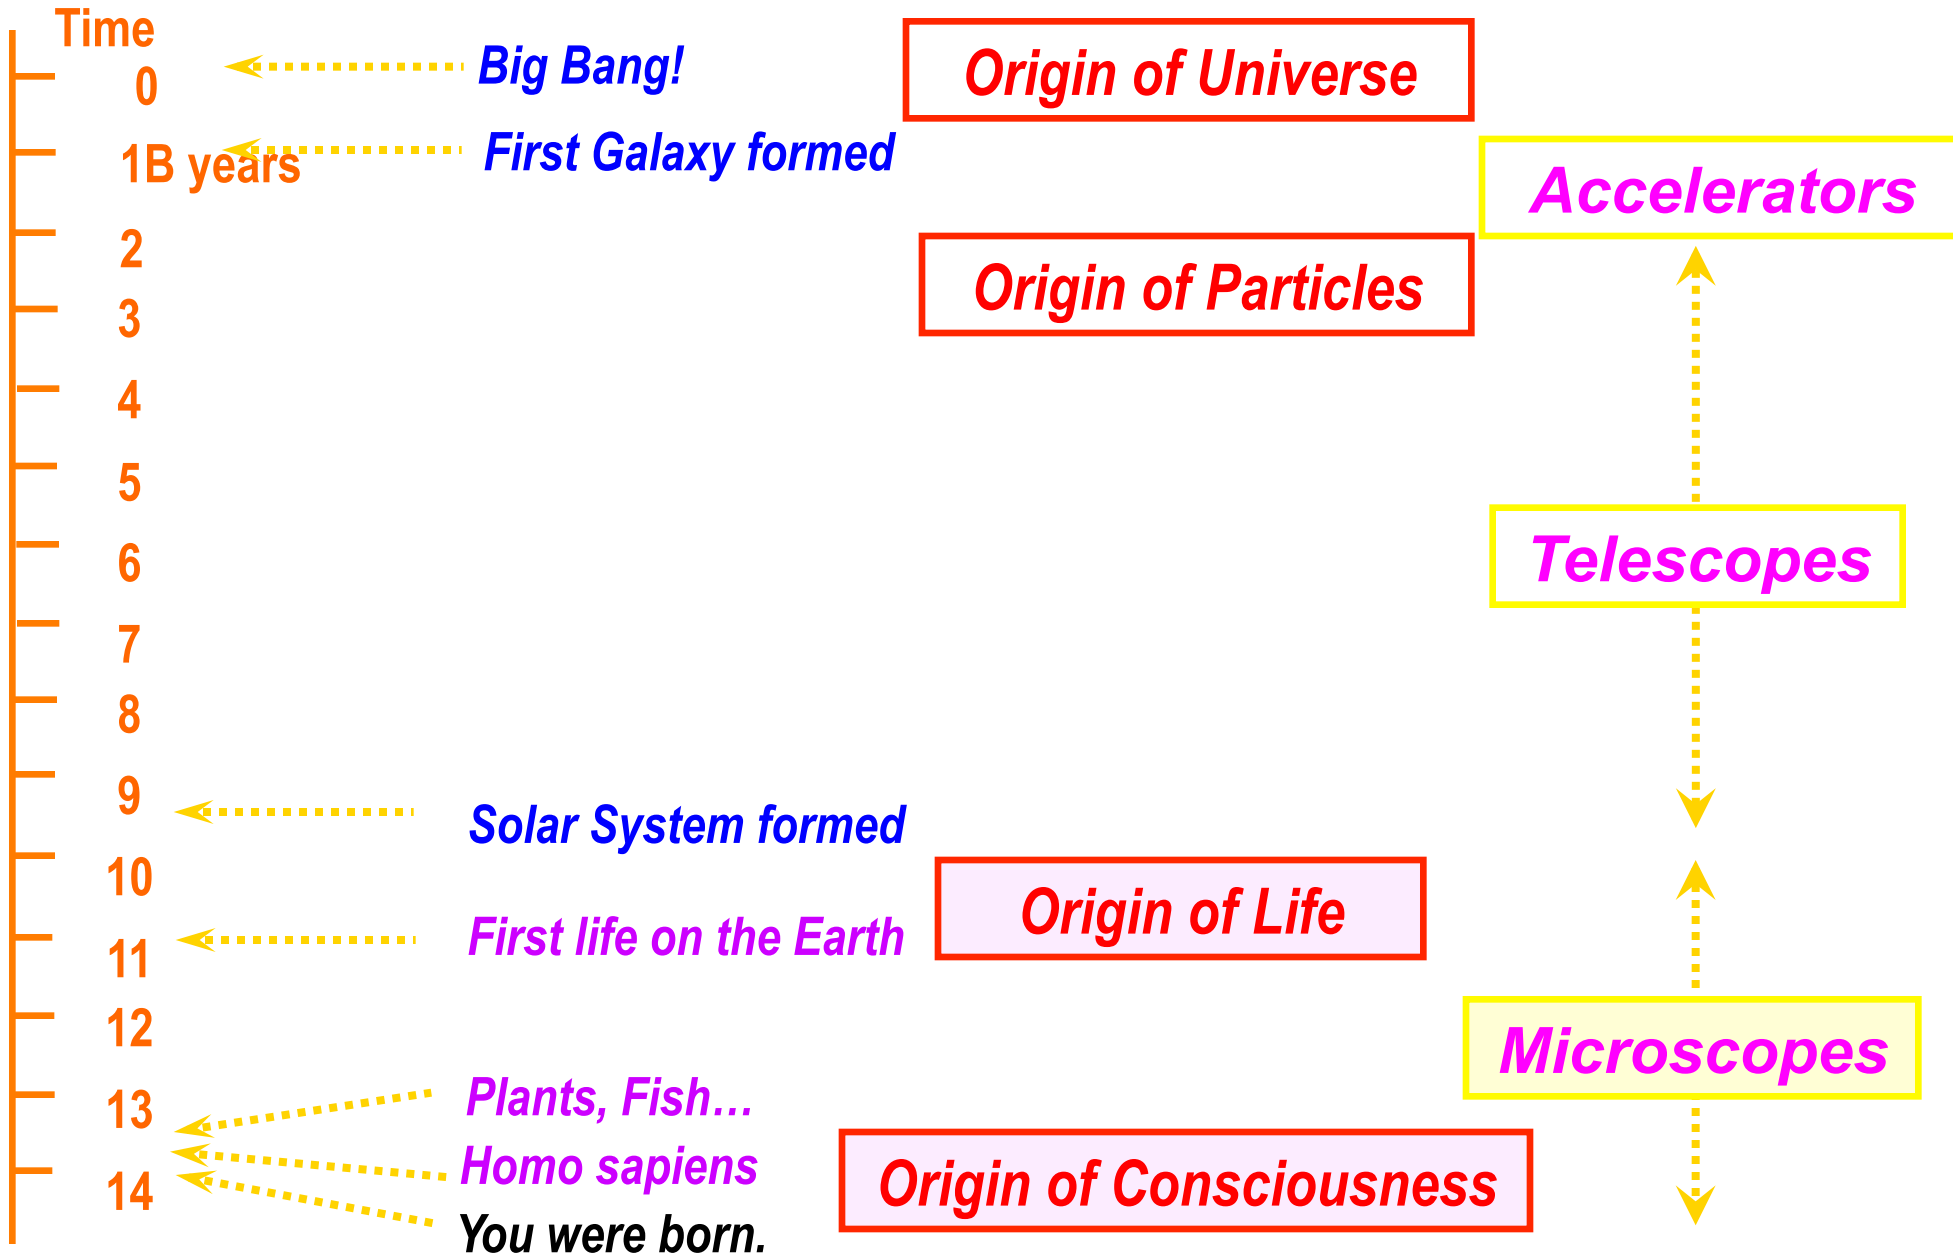 Time
0
Big Bang!
Origin of Universe
1B years
First Galaxy formed
Accelerators
2
Origin of Particles
3
4
5
6
Telescopes
7
8
9
Solar System formed
10
Origin of Life
11
First life on the Earth
12
Microscopes
13
Plants, Fish…
Homo sapiens
14
Origin of Consciousness
You were born.